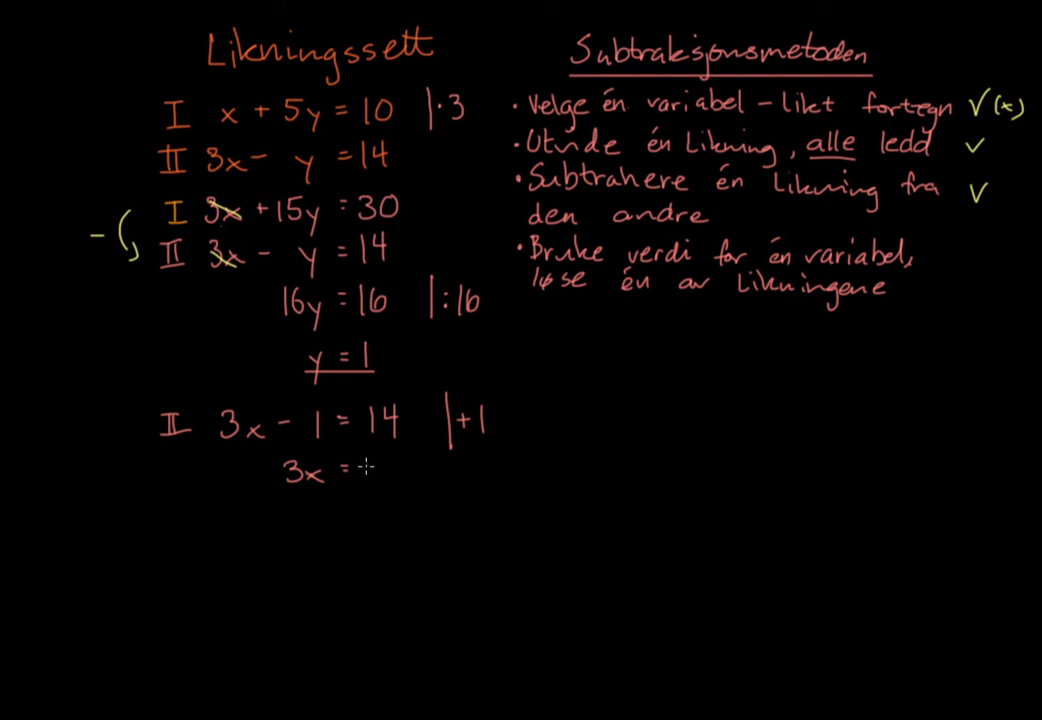 Likningssett
I x + 5y = 10 |·3
II 3x - y = 14
I 3x + 15y = 30
- II 3x - y = 14
16y = 16 |:16
y = 1
II 3x - 1 = 14 |+1
3x =
Subtraksjonsmetoden
· Velge én variabel - likt fortegn √(x)
· Utvide én likning, alle ledd ✓
· Subtrahere én likning fra ✓
den andre
· Bruke verdi for én variabel,
løse én av likningene